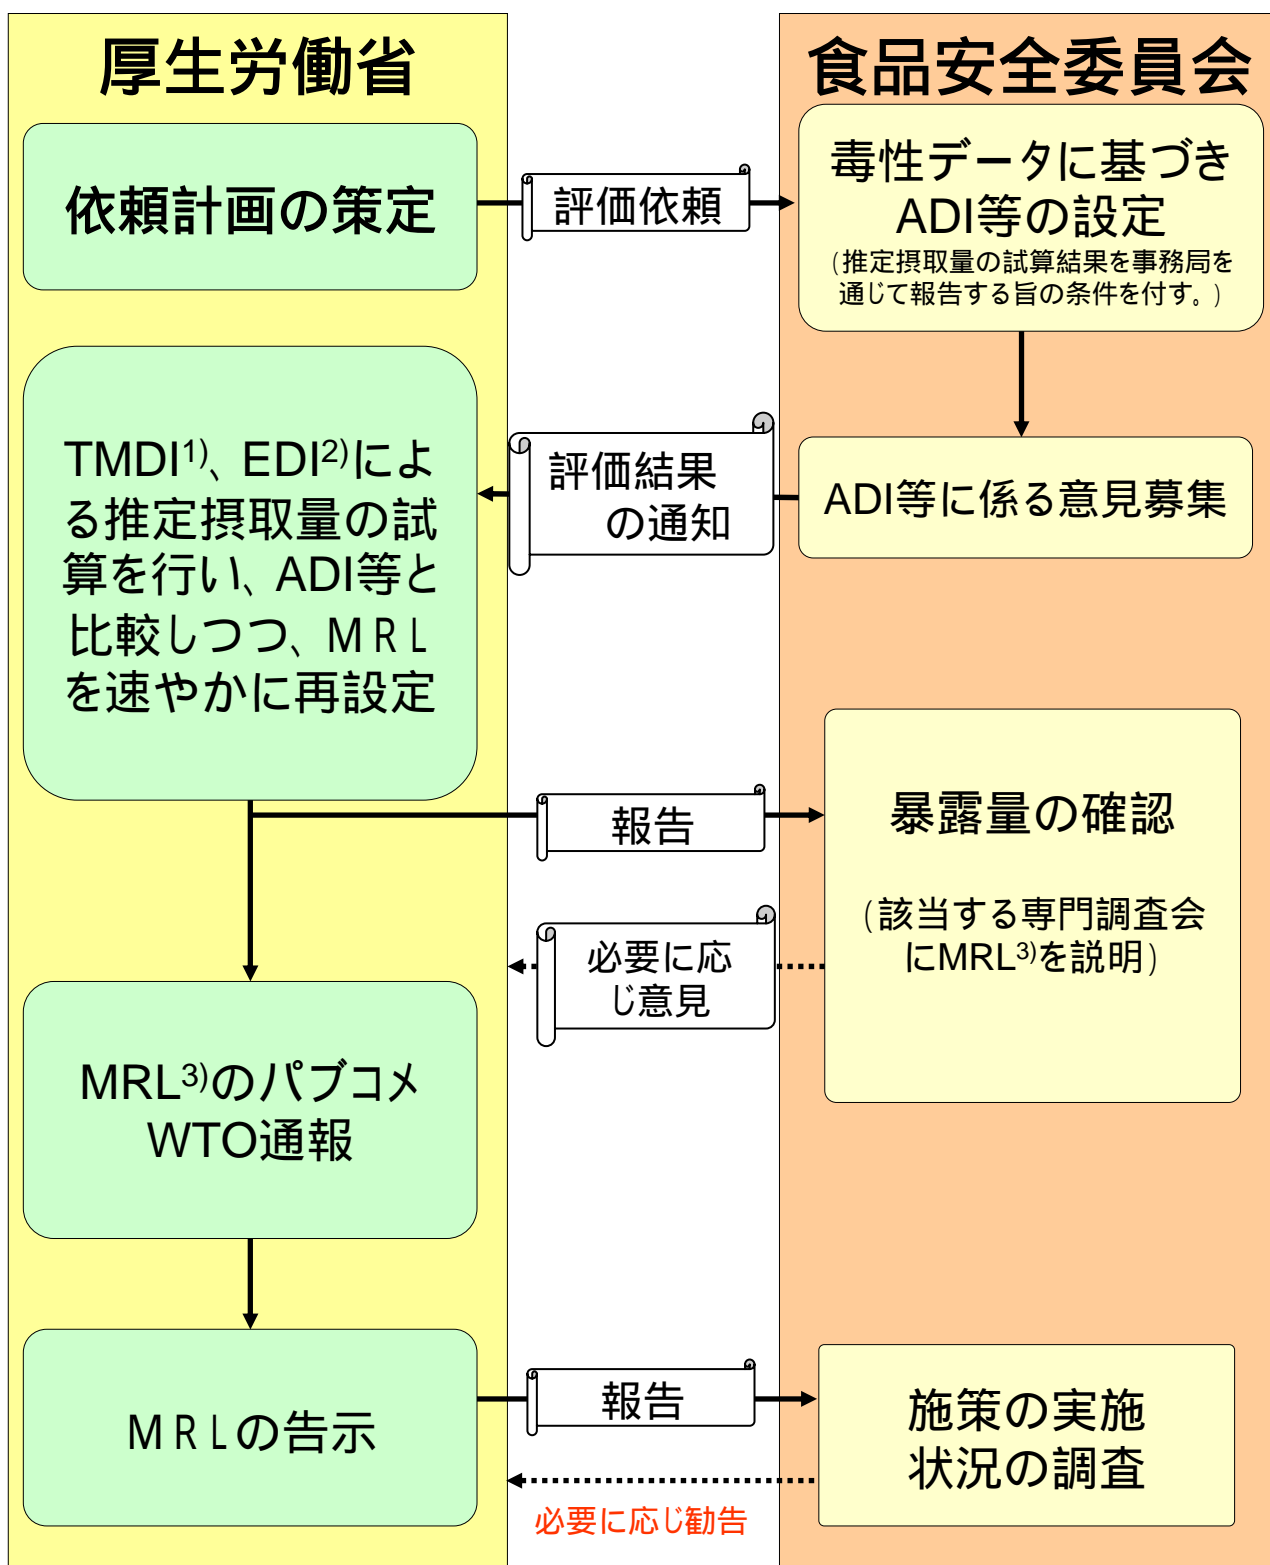 厚生労働省
食品安全委員会
依頼計画の策定
評価依頼
毒性データに基づき
ADI等の設定
(推定摂取量の試算結果を事務局を
通じて報告する旨の条件を付す。)
TMDI1)、EDI2)によ
る推定摂取量の試
算を行い、ADI等と
比較しつつ、ＭＲＬ
を速やかに再設定
評価結果
の通知
ADI等に係る意見募集
報告
暴露量の確認
(該当する専門調査会
にMRL3)を説明)
必要に応
じ意見
MRL3)のパブコメ
WTO通報
ＭＲＬの告示
報告
施策の実施
状況の調査
必要に応じ勧告